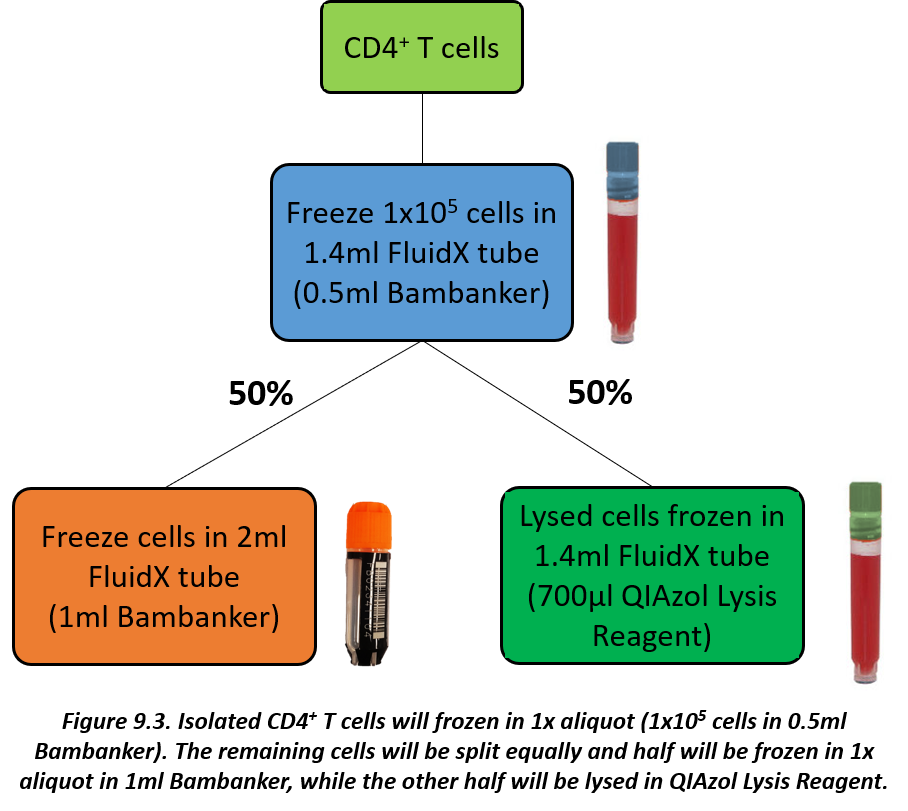 CD4⁺ T cells
Freeze 1x10⁵ cells in
1.4ml FluidX tube
(0.5ml Bambanker)
50%
50%
Freeze cells in 2ml
FluidX tube
(1ml Bambanker)
Lysed cells frozen in
1.4ml FluidX tube
(700µl QIAzol Lysis
Reagent)
Figure 9.3. Isolated CD4⁺ T cells will frozen in 1x aliquot (1x10⁵ cells in 0.5ml
Bambanker). The remaining cells will be split equally and half will be frozen in 1x
aliquot in 1ml Bambanker, while the other half will be lysed in QIAzol Lysis Reagent.